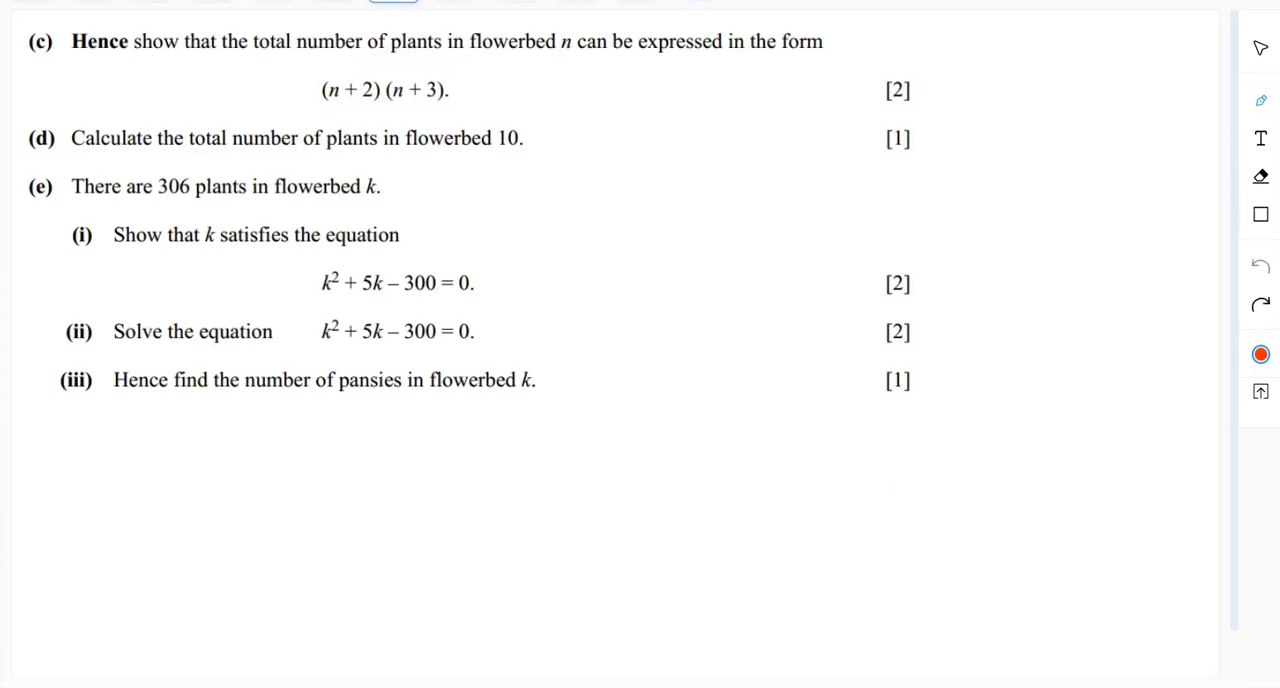 (c) Hence show that the total number of plants in flowerbed n can be expressed in the form
(n + 2) (n + 3). [2]
(d) Calculate the total number of plants in flowerbed 10. [1]
(e) There are 306 plants in flowerbed k.
(i) Show that k satisfies the equation
k² + 5k – 300 = 0. [2]
(ii) Solve the equation k² + 5k – 300 = 0. [2]
(iii) Hence find the number of pansies in flowerbed k. [1]